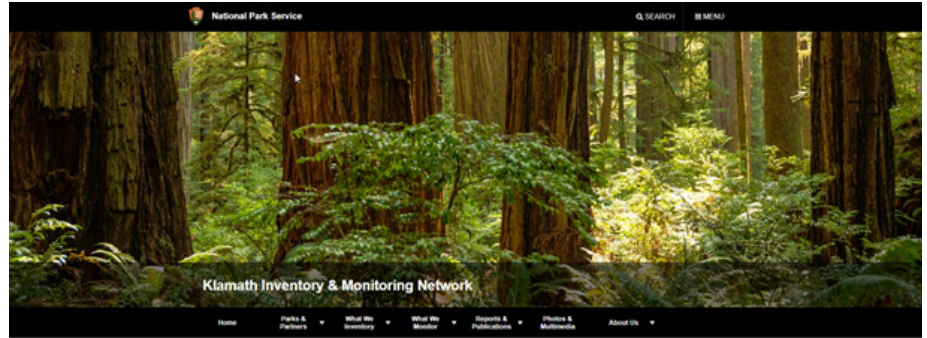 National Park Service
SEARCH
MENU
Klamath Inventory & Monitoring Network
Home
Parks &
Partners
What We
Inventory
What We
Monitor
Reports &
Publications
Photos &
Multimedia
About Us